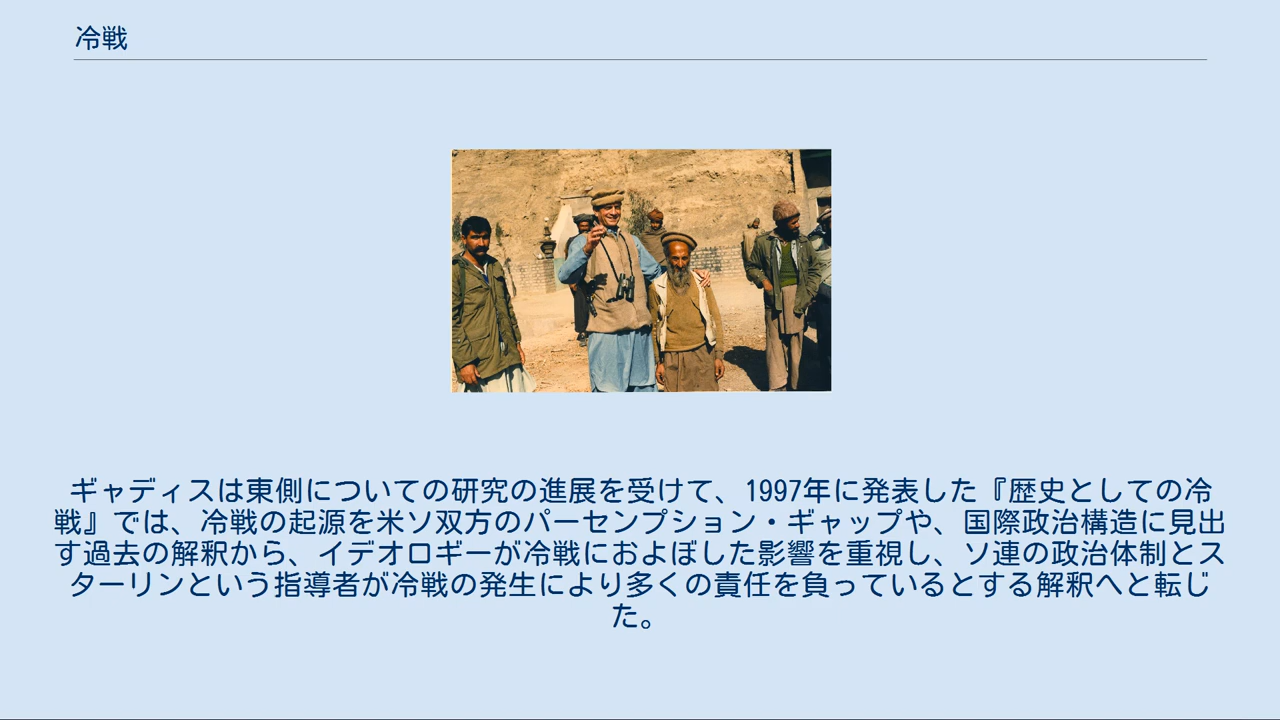 冷戦
ギャディスは東側についての研究の進展を受けて、1997年に発表した『歴史としての冷
戦』では、冷戦の起源を米ソ双方のパーセンプション・ギャップや、国際政治構造に見出
す過去の解釈から、イデオロギーが冷戦におよぼした影響を重視し、ソ連の政治体制とス
ターリンという指導者が冷戦の発生により多くの責任を負っているとする解釈へと転じ
た。